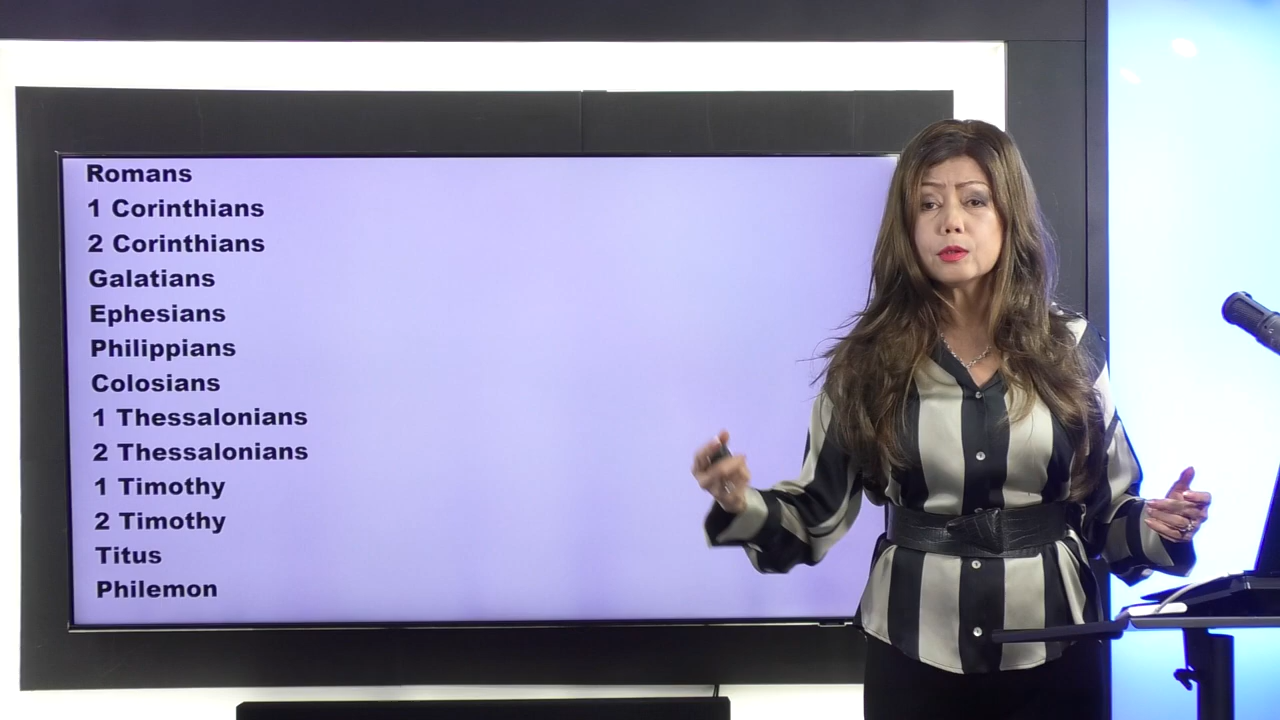 Romans
1 Corinthians
2 Corinthians
Galatians
Ephesians
Philippians
Colosians
1 Thessalonians
2 Thessalonians
1 Timothy
2 Timothy
Titus
Philemon